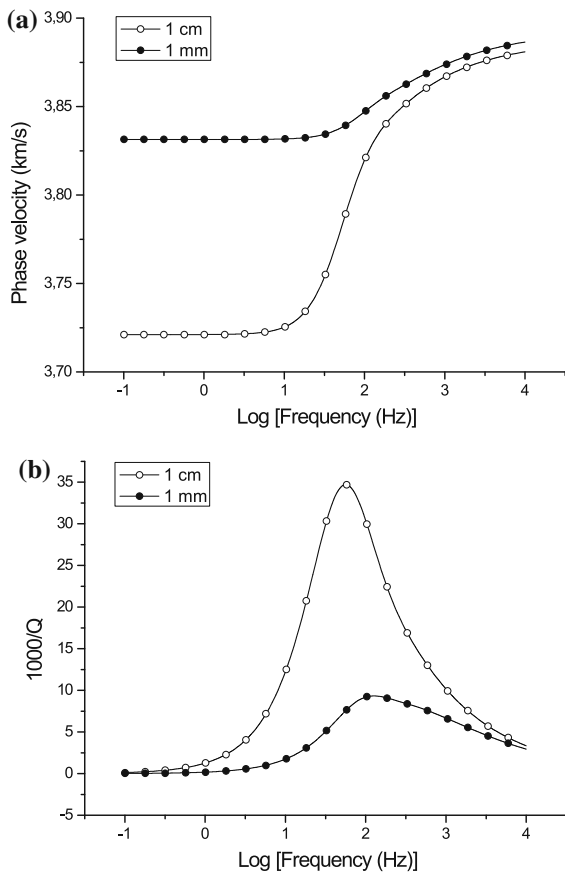 (a)
1 cm
1 mm
3,90
3,85
3,80
3,75
3,70
Phase velocity (km/s)
-1 0 1 2 3 4
Log [Frequency (Hz)]
(b)
1 cm
1 mm
35
30
25
20
15
10
5
0
-5
1000/Q
-1 0 1 2 3 4
Log [Frequency (Hz)]